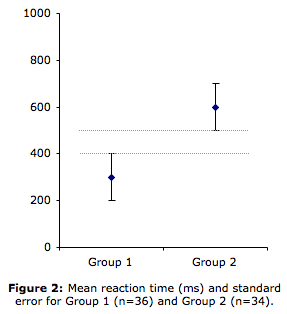 1000
800
600
400
200
0
Group 1 Group 2
Figure 2: Mean reaction time (ms) and standard
error for Group 1 (n=36) and Group 2 (n=34).